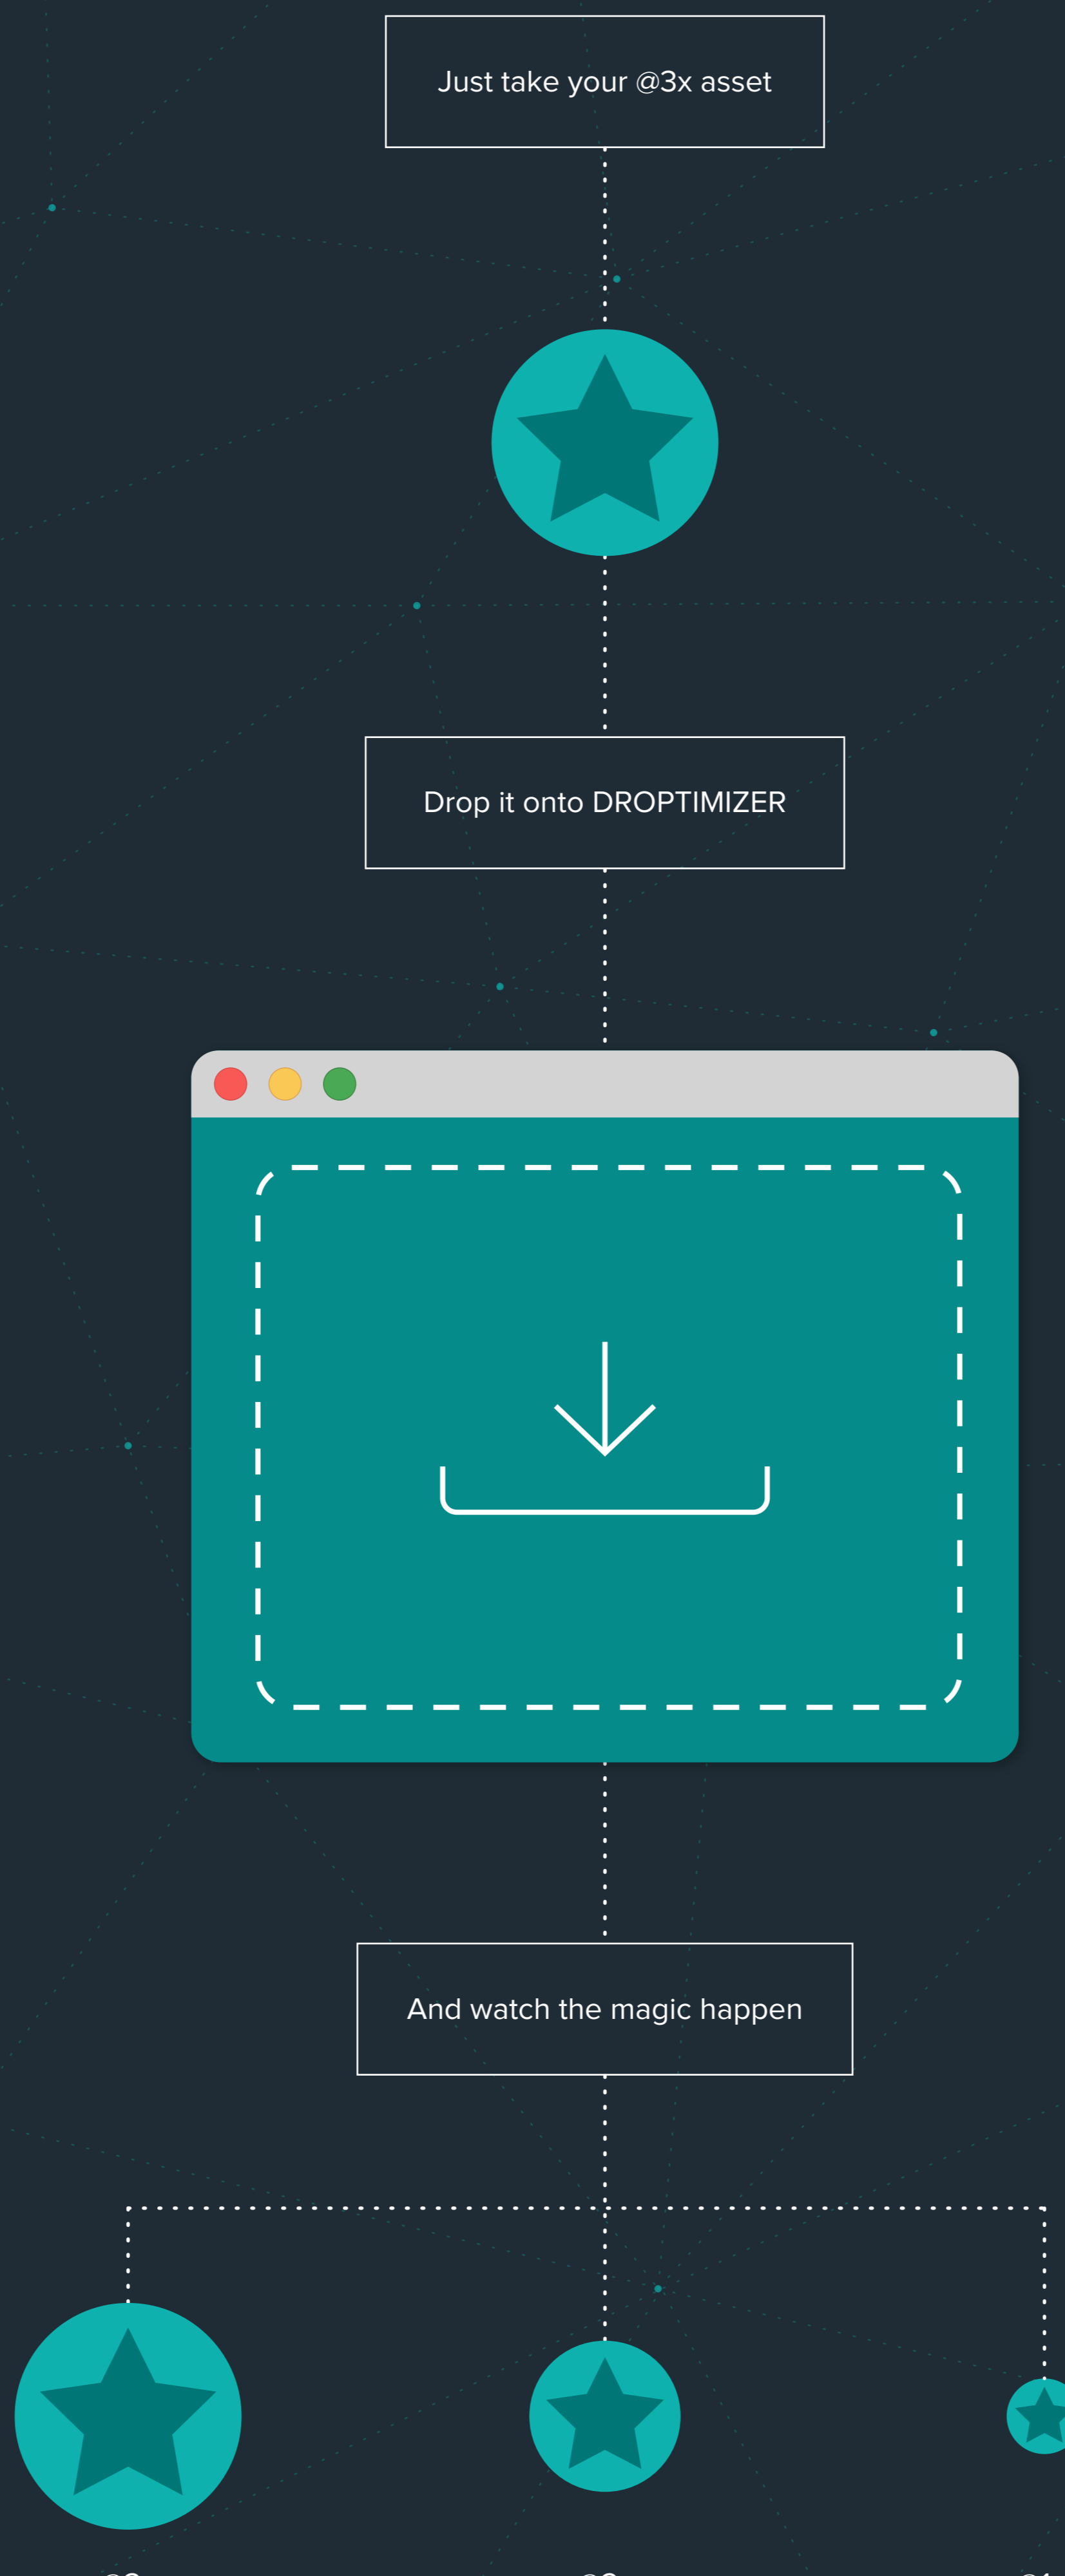 Just take your @3x asset
Drop it onto DROPTIMIZER
And watch the magic happen